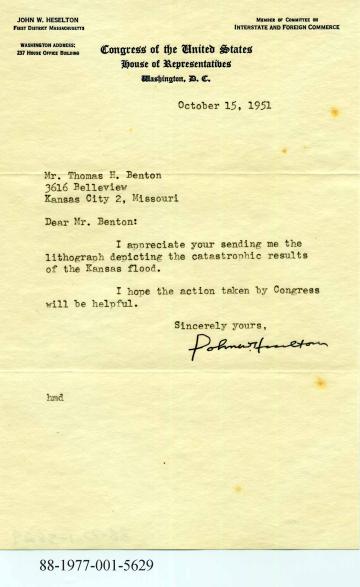 JOHN W. HESELTON
FIRST DISTRICT MASSACHUSETTS
WASHINGTON ADDRESS:
237 HOUSE OFFICE BUILDING
MEMBER OF COMMITTEE ON
INTERSTATE AND FOREIGN COMMERCE
Congress of the United States
House of Representatives
Washington, D. C.
October 15, 1951
Mr. Thomas H. Benton
3616 Belleview
Kansas City 2, Missouri
Dear Mr. Benton:
I appreciate your sending me the
lithograph depicting the catastrophic results
of the Kansas flood.
I hope the action taken by Congress
will be helpful.
Sincerely yours,
John W. Heselton
hmd
88-1977-001-5629